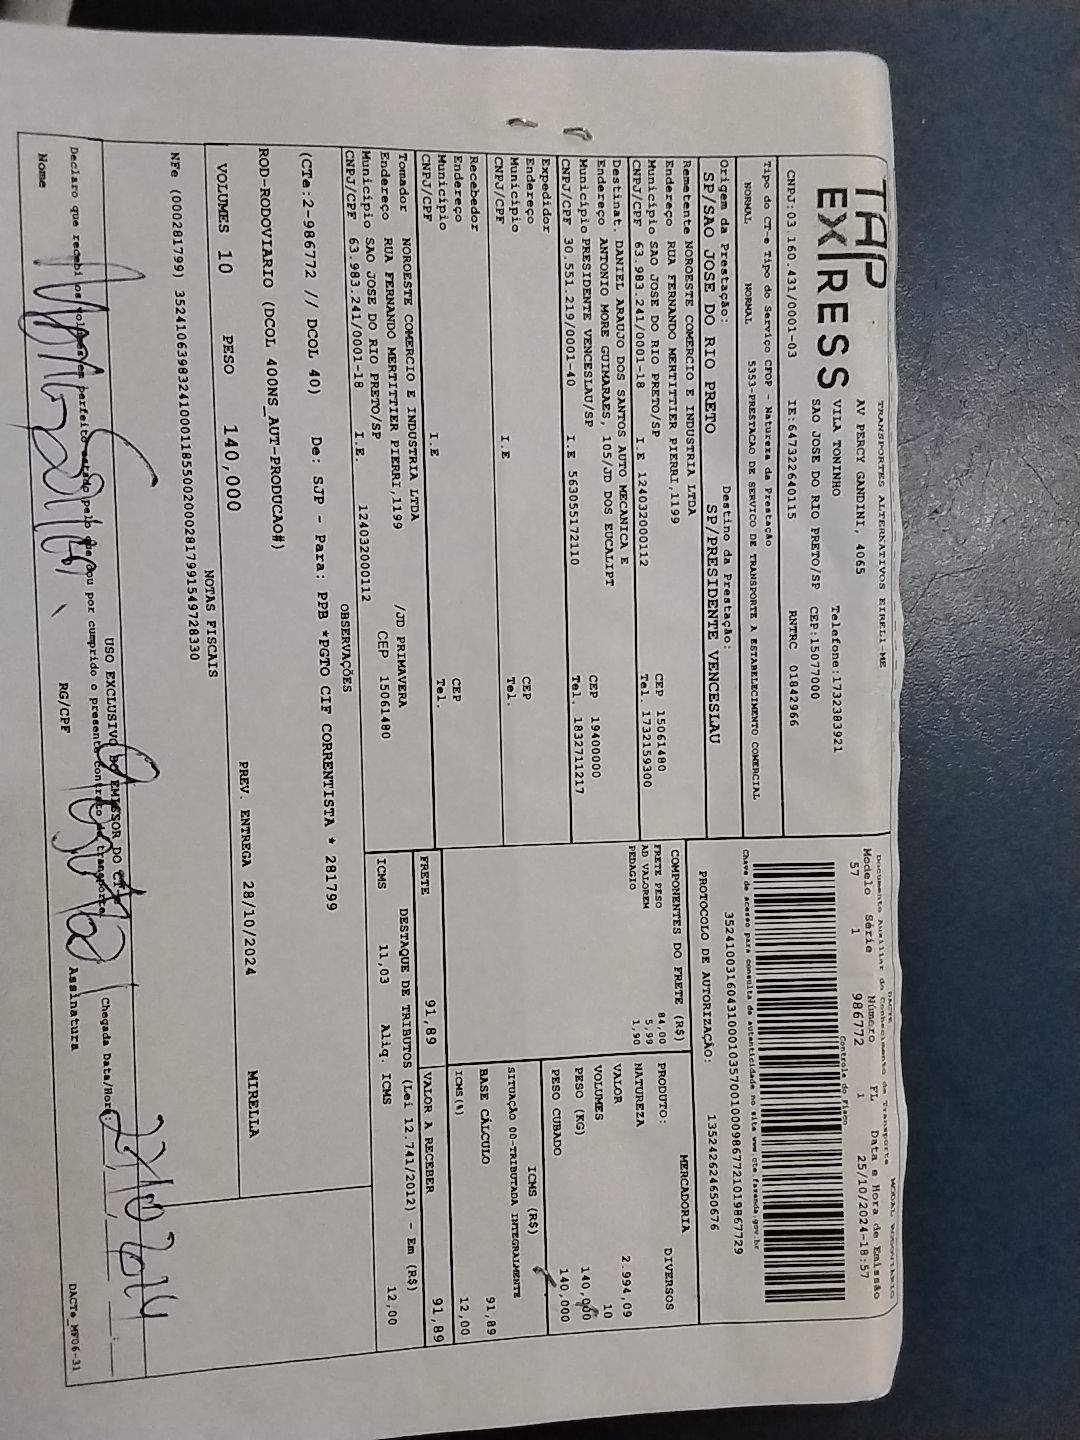 TAP
EXPRESS
TRANSPORTES ALTERNATIVOS EIRELI-ME
AV PERCY GANDINI, 4065
VILA TONINHO Telefone:1732383921
SAO JOSE DO RIO PRETO/SP CEP:15077000
CNPJ:03.160.431/0001-03 IE:647322640115 RNTRC 01842966
Tipo do CT-e Tipo do Serviço CFOP - Natureza da Prestação
NORMAL NORMAL 5353-PRESTACAO DE SERVICO DE TRANSPORTE A ESTABELECIMENTO COMERCIAL
Origem da Prestação: Destino da Prestação:
SP/SAO JOSE DO RIO PRETO SP/PRESIDENTE VENCESLAU
Remetente NOROESTE COMERCIO E INDUSTRIA LTDA
Endereço RUA FERNANDO MERTITTIER PIERRI,1199 CEP 15061480
Município SAO JOSE DO RIO PRETO/SP Tel. 1732159300
CNPJ/CPF 63.983.241/0001-18 I.E 124032000112
Destinat. DANIEL ARAUJO DOS SANTOS AUTO MECANICA E
Endereço ANTONIO MORE GUIMARAES, 105/JD DOS EUCALIPT CEP 19400000
Município PRESIDENTE VENCESLAU/SP Tel. 1832711217
CNPJ/CPF 30.551.219/0001-40 I.E 563055172110
Expedidor
Endereço CEP
Município Tel.
CNPJ/CPF I.E
Recebedor
Endereço CEP
Município Tel.
CNPJ/CPF I.E
Tomador NOROESTE COMERCIO E INDUSTRIA LTDA
Endereço RUA FERNANDO MERTITTIER PIERRI,1199 /JD PRIMAVERA
Município SAO JOSE DO RIO PRETO/SP CEP 15061480
CNPJ/CPF 63.983.241/0001-18 I.E. 124032000112
DACTE MODAL RODOVIARIO
Documento Auxiliar do Conhecimento de Transporte
Modelo Série Número FL Data e Hora de Emissão
57 1 986772 1 25/10/2024-18:57
Controle do Fisco
Chave de acesso para consulta de autenticidade no site www.cte.fazenda.gov.br
PROTOCOLO DE AUTORIZAÇÃO: 135242624650676
COMPONENTES DO FRETE (R$)
FRETE PESO 84,00
AD VALOREM 5,99
PEDAGIO 1,90
MERCADORIA
PRODUTO: DIVERSOS
NATUREZA
VALOR 2.994,09
VOLUMES 10
PESO (KG) 140,000
PESO CUBADO 140,000
ICMS (R$)
SITUAÇÃO 00-TRIBUTADA INTEGRALMENTE
BASE CÁLCULO 91,89
ICMS(%) 12,00
FRETE 91,89 VALOR A RECEBER 91,89
DESTAQUE DE TRIBUTOS (Lei 12.741/2012) - Em (R$)
ICMS 11,03 Aliq. ICMS 12,00
OBSERVAÇÕES
(CTe:2-986772 // DCOL 40) De: SJP - Para: PPB *PGTO CIF CORRENTISTA * 281799
ROD-RODOVIARIO (DCOL 400NS_AUT-PRODUCAO#)
VOLUMES 10 PESO 140,000 PREV. ENTREGA 28/10/2024 MIRELLA
NOTAS FISCAIS
USO EXCLUSIVO DO EMISSOR DO CT-e
Declaro que recebi os volumes em perfeito estado pelo que dou por cumprido o presente contrato de transporte
Chegada Data/Hora:
Nome RG/CPF Assinatura
DACTe_MF06-31